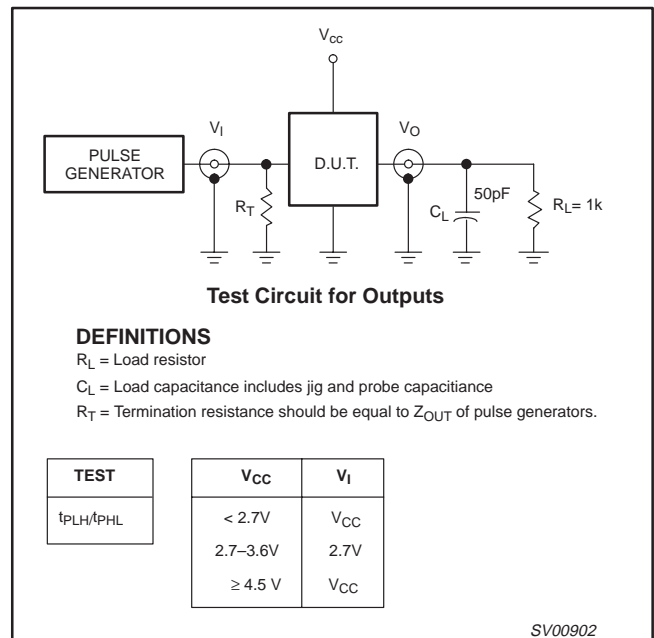 Vcc
VI
VO
PULSE
GENERATOR
D.U.T.
RT
50pF
CL
RL= 1k
Test Circuit for Outputs
DEFINITIONS
RL = Load resistor
CL = Load capacitance includes jig and probe capacitiance
RT = Termination resistance should be equal to ZOUT of pulse generators.
TEST
VCC VI
tPLH/tPHL
< 2.7V VCC
2.7–3.6V 2.7V
≥ 4.5 V VCC
SV00902